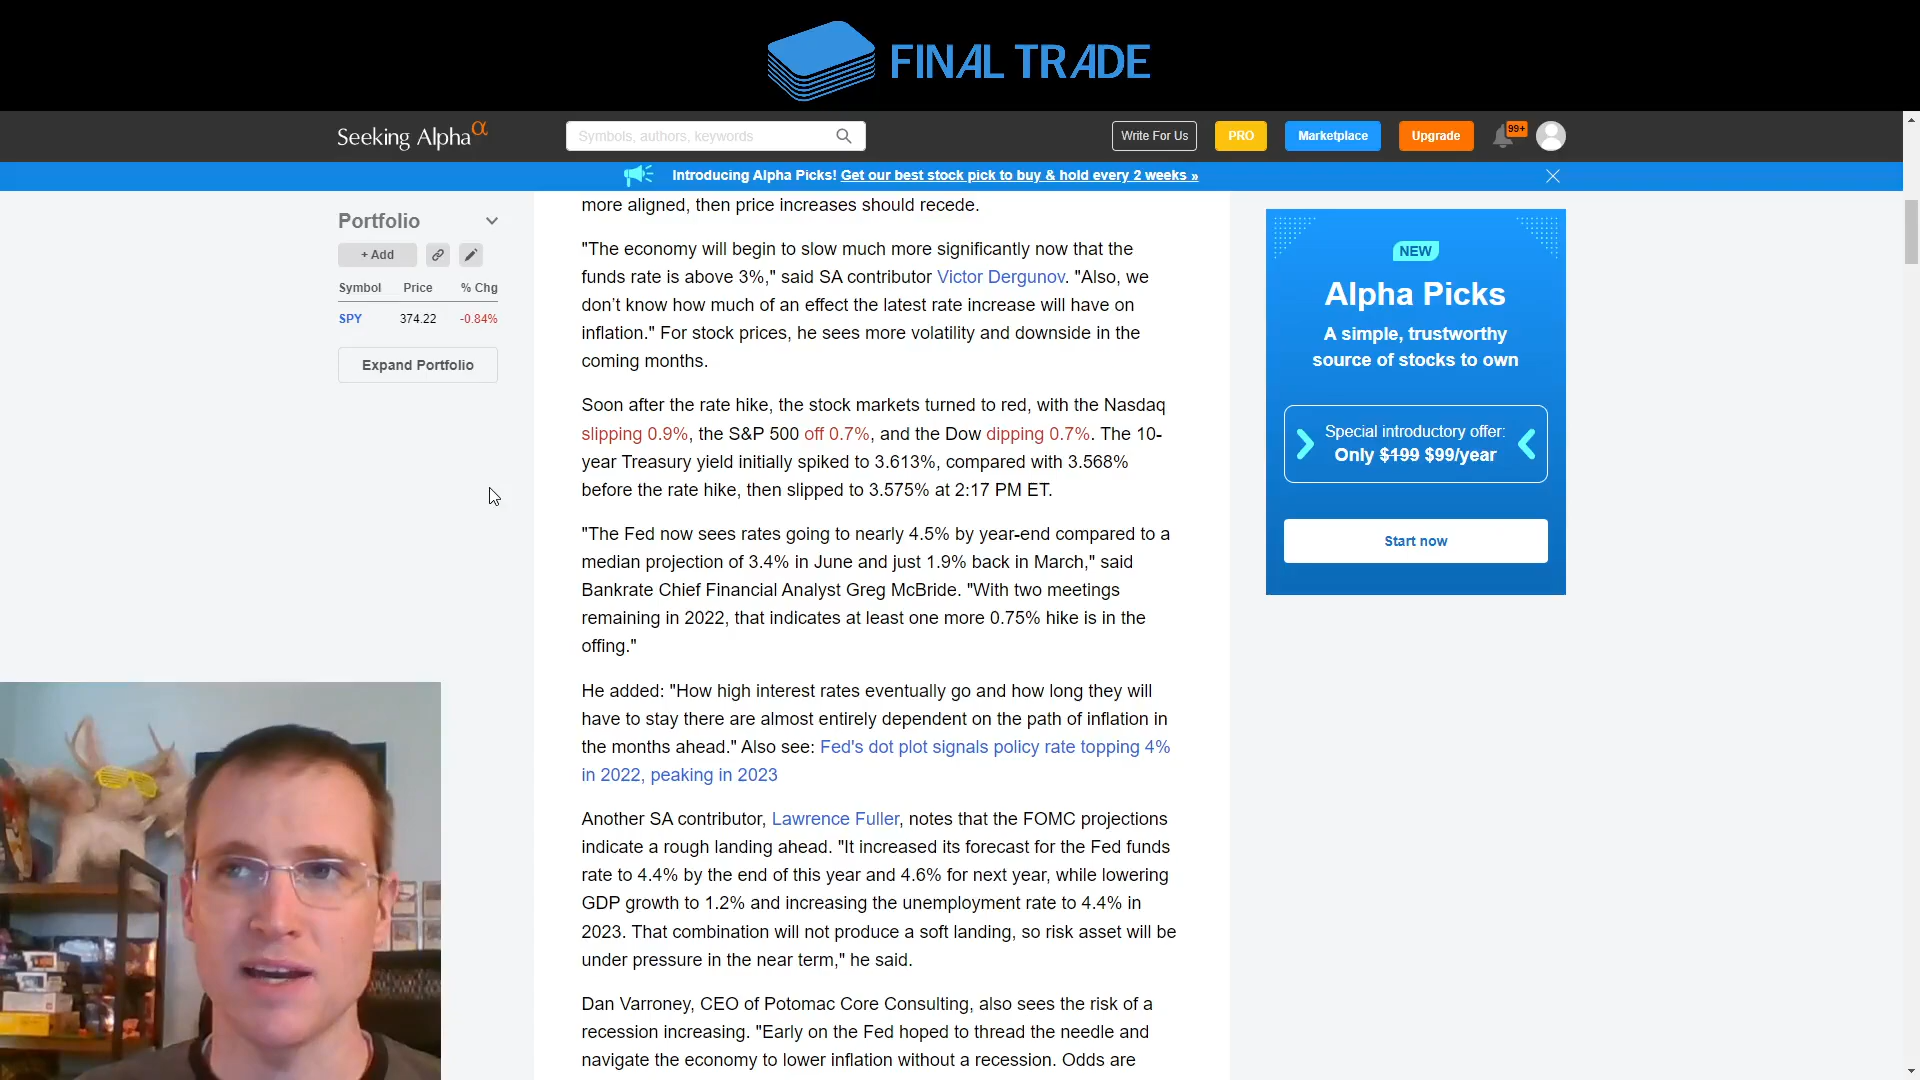 FINAL TRADE
Seeking Alpha α
Symbols, authors, keywords
Write For Us
PRO
Marketplace
Upgrade
99+
Introducing Alpha Picks! Get our best stock pick to buy & hold every 2 weeks »
Portfolio
+ Add
Symbol Price % Chg
SPY 374.22 -0.84%
Expand Portfolio
more aligned, then price increases should recede.
"The economy will begin to slow much more significantly now that the
funds rate is above 3%," said SA contributor Victor Dergunov. "Also, we
don't know how much of an effect the latest rate increase will have on
inflation." For stock prices, he sees more volatility and downside in the
coming months.
Soon after the rate hike, the stock markets turned to red, with the Nasdaq
slipping 0.9%, the S&P 500 off 0.7%, and the Dow dipping 0.7%. The 10-
year Treasury yield initially spiked to 3.613%, compared with 3.568%
before the rate hike, then slipped to 3.575% at 2:17 PM ET.
"The Fed now sees rates going to nearly 4.5% by year-end compared to a
median projection of 3.4% in June and just 1.9% back in March," said
Bankrate Chief Financial Analyst Greg McBride. "With two meetings
remaining in 2022, that indicates at least one more 0.75% hike is in the
offing."
He added: "How high interest rates eventually go and how long they will
have to stay there are almost entirely dependent on the path of inflation in
the months ahead." Also see: Fed's dot plot signals policy rate topping 4%
in 2022, peaking in 2023
Another SA contributor, Lawrence Fuller, notes that the FOMC projections
indicate a rough landing ahead. "It increased its forecast for the Fed funds
rate to 4.4% by the end of this year and 4.6% for next year, while lowering
GDP growth to 1.2% and increasing the unemployment rate to 4.4% in
2023. That combination will not produce a soft landing, so risk asset will be
under pressure in the near term," he said.
Dan Varroney, CEO of Potomac Core Consulting, also sees the risk of a
recession increasing. "Early on the Fed hoped to thread the needle and
navigate the economy to lower inflation without a recession. Odds are
NEW
Alpha Picks
A simple, trustworthy
source of stocks to own
Special introductory offer:
Only $199 $99/year
Start now